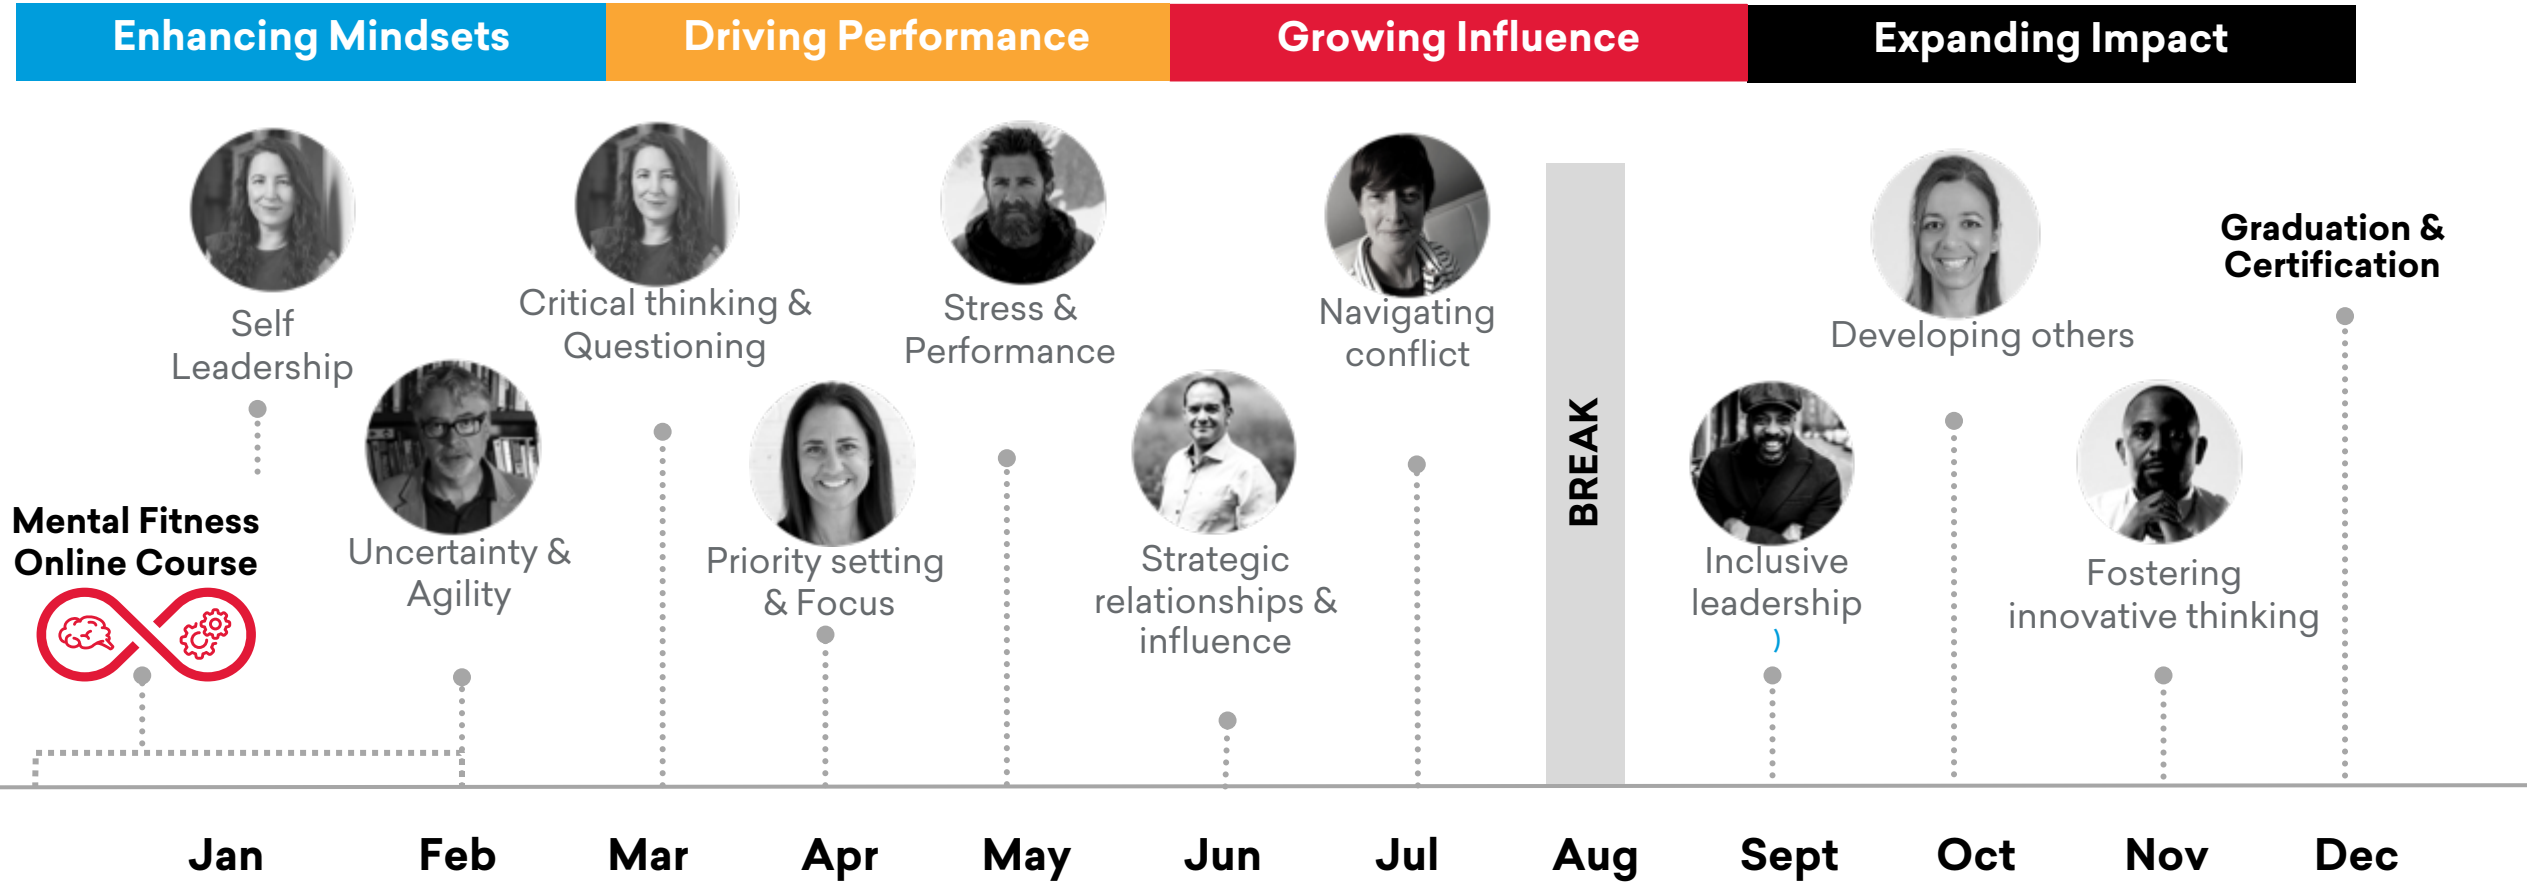 Enhancing Mindsets
Driving Performance
Growing Influence
Expanding Impact
Self
Leadership
Critical thinking &
Questioning
Stress &
Performance
Navigating
conflict
Developing others
Graduation &
Certification
Mental Fitness
Online Course
Uncertainty &
Agility
Priority setting
& Focus
Strategic
relationships &
influence
BREAK
Inclusive
leadership
)
Fostering
innovative thinking
Jan
Feb
Mar
Apr
May
Jun
Jul
Aug
Sept
Oct
Nov
Dec